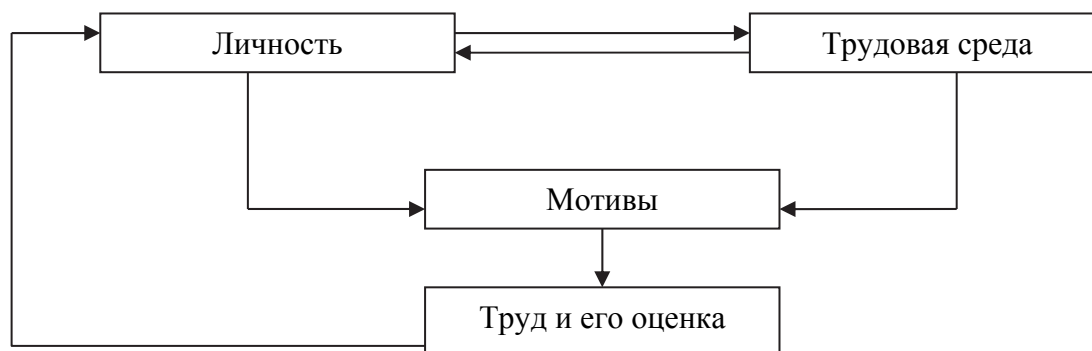 Личность
Трудовая среда
Мотивы
Труд и его оценка